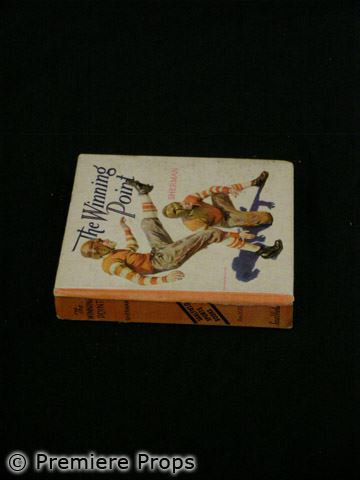 The Winning
Point
SHERMAN
The
WINNING
POINT
SHERMAN
© Premiere Props